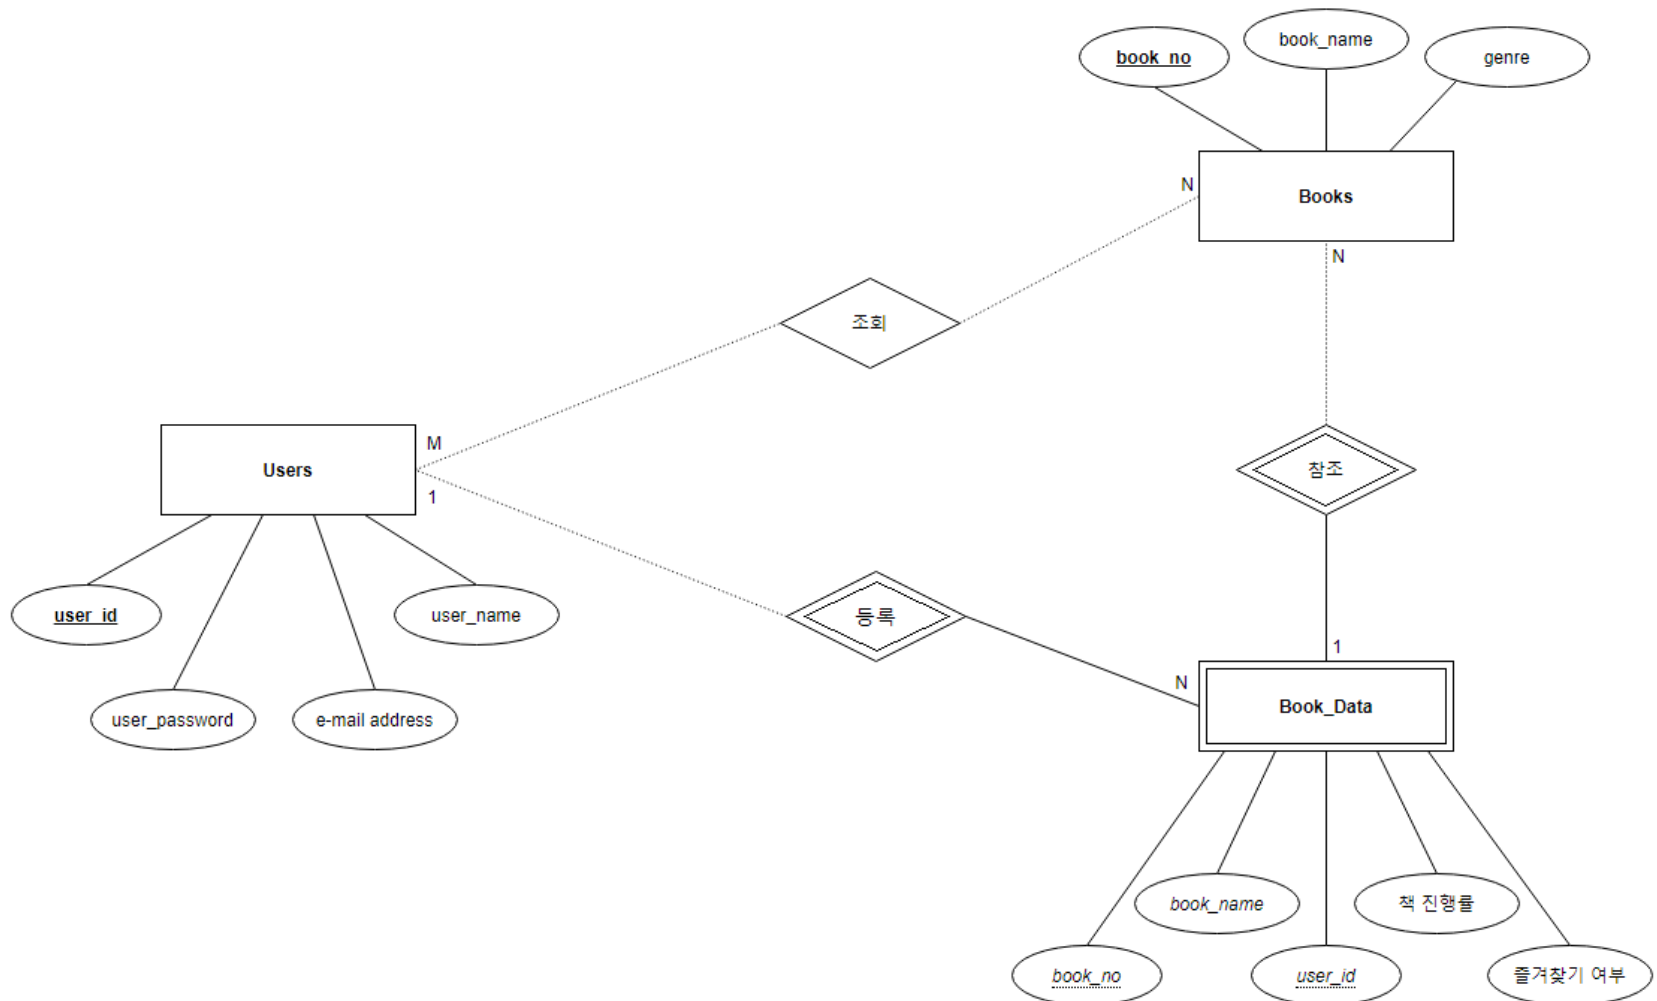 book_name
book_no
genre
N
Books
N
조회
M
Users
1
참조
user_id
user_name
등록
1
N
Book_Data
user_password
e-mail address
book_name
책 진행률
book_no
user_id
즐겨찾기 여부